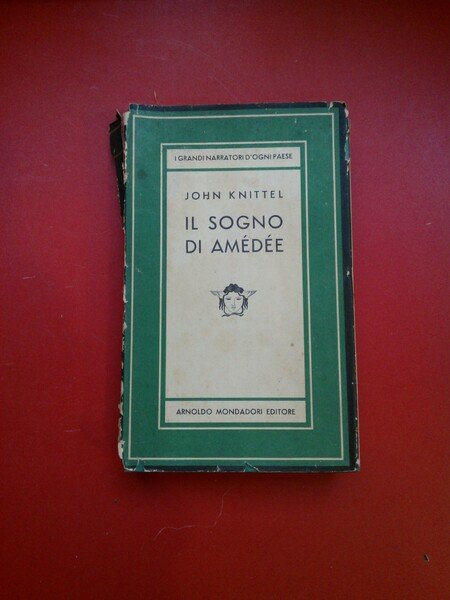 I GRANDI NARRATORI D'OGNI PAESE
JOHN KNITTEL
IL SOGNO
DI AMÉDÉE
ARNOLDO MONDADORI EDITORE